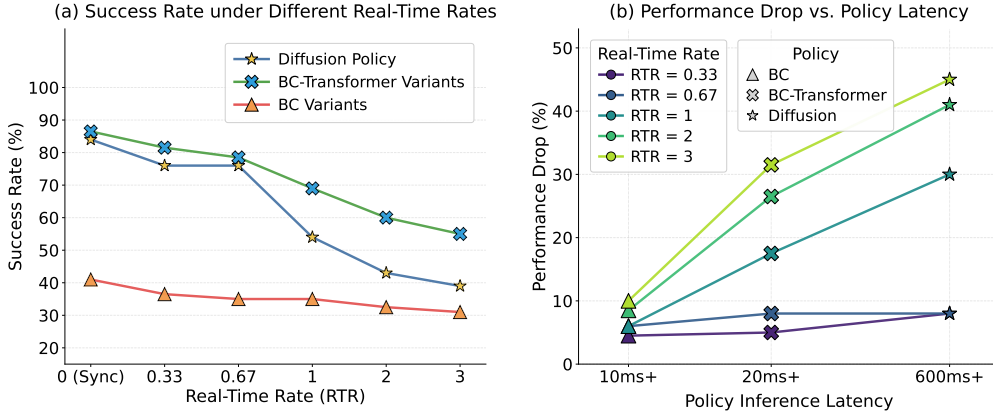 (a) Success Rate under Different Real-Time Rates
Success Rate (%)
100
90
80
70
60
50
40
30
20
Diffusion Policy
BC-Transformer Variants
BC Variants
0 (Sync) 0.33 0.67 1 2 3
Real-Time Rate (RTR)
(b) Performance Drop vs. Policy Latency
Performance Drop (%)
50
40
30
20
10
0
Real-Time Rate
RTR = 0.33
RTR = 0.67
RTR = 1
RTR = 2
RTR = 3
Policy
BC
BC-Transformer
Diffusion
10ms+ 20ms+ 600ms+
Policy Inference Latency